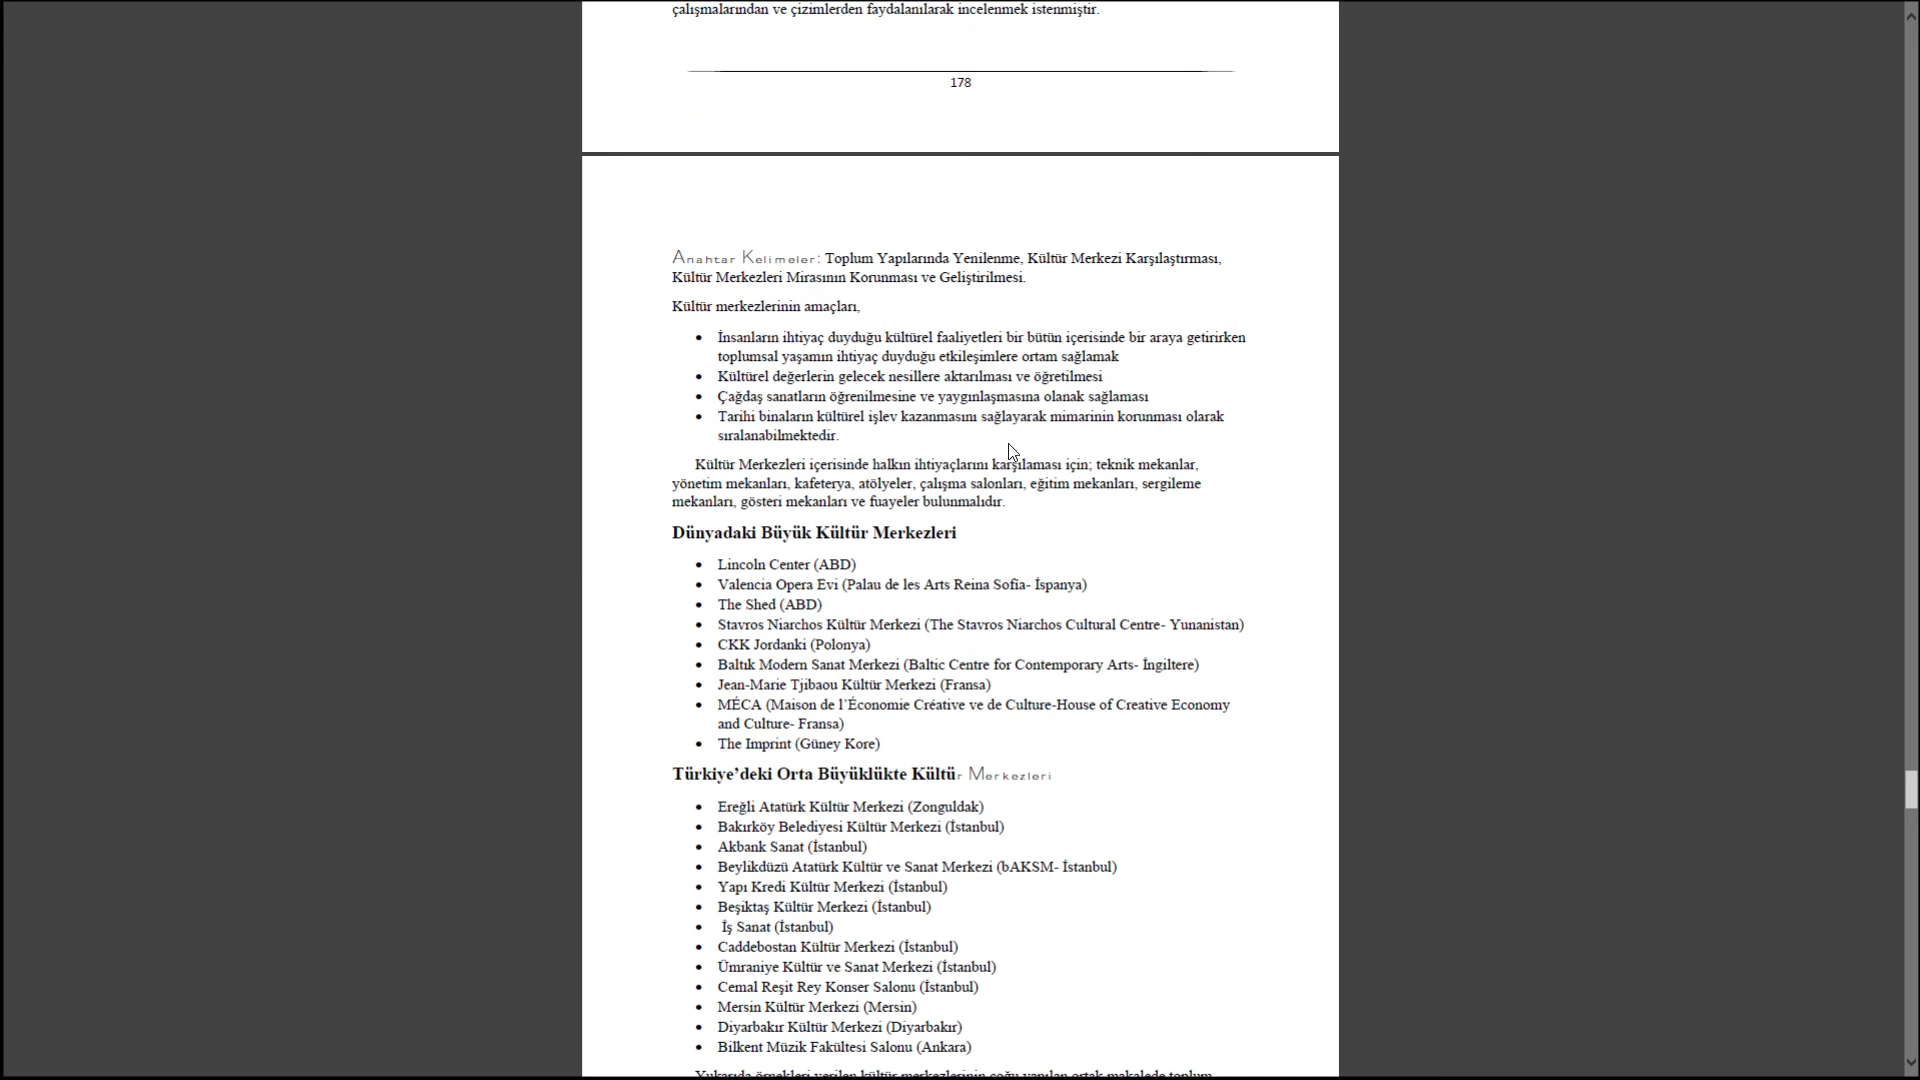 çalışmalarından ve çizimlerden faydalanılarak incelenmek istenmiştir.
178
Anahtar Kelimeler: Toplum Yapılarında Yenilenme, Kültür Merkezi Karşılaştırması,
Kültür Merkezleri Mirasının Korunması ve Geliştirilmesi.
Kültür merkezlerinin amaçları,
• İnsanların ihtiyaç duyduğu kültürel faaliyetleri bir bütün içerisinde bir araya getirirken
toplumsal yaşamın ihtiyaç duyduğu etkileşimlere ortam sağlamak
• Kültürel değerlerin gelecek nesillere aktarılması ve öğretilmesi
• Çağdaş sanatların öğrenilmesine ve yaygınlaşmasına olanak sağlaması
• Tarihi binaların kültürel işlev kazanmasını sağlayarak mimarinin korunması olarak
sıralanabilmektedir.
Kültür Merkezleri içerisinde halkın ihtiyaçlarını karşılaması için; teknik mekanlar,
yönetim mekanları, kafeterya, atölyeler, çalışma salonları, eğitim mekanları, sergileme
mekanları, gösteri mekanları ve fuayeler bulunmalıdır.
Dünyadaki Büyük Kültür Merkezleri
• Lincoln Center (ABD)
• Valencia Opera Evi (Palau de les Arts Reina Sofia- İspanya)
• The Shed (ABD)
• Stavros Niarchos Kültür Merkezi (The Stavros Niarchos Cultural Centre- Yunanistan)
• CKK Jordanki (Polonya)
• Baltık Modern Sanat Merkezi (Baltic Centre for Contemporary Arts- İngiltere)
• Jean-Marie Tjibaou Kültür Merkezi (Fransa)
• MÉCA (Maison de l'Économie Créative ve de Culture-House of Creative Economy
and Culture- Fransa)
• The Imprint (Güney Kore)
Türkiye’deki Orta Büyüklükte Kültür Merkezleri
• Ereğli Atatürk Kültür Merkezi (Zonguldak)
• Bakırköy Belediyesi Kültür Merkezi (İstanbul)
• Akbank Sanat (İstanbul)
• Beylikdüzü Atatürk Kültür ve Sanat Merkezi (bAKSM- İstanbul)
• Yapı Kredi Kültür Merkezi (İstanbul)
• Beşiktaş Kültür Merkezi (İstanbul)
• İş Sanat (İstanbul)
• Caddebostan Kültür Merkezi (İstanbul)
• Ümraniye Kültür ve Sanat Merkezi (İstanbul)
• Cemal Reşit Rey Konser Salonu (İstanbul)
• Mersin Kültür Merkezi (Mersin)
• Diyarbakır Kültür Merkezi (Diyarbakır)
• Bilkent Müzik Fakültesi Salonu (Ankara)
Yukarıda örnekleri verilen kültür merkezlerinin çoğu yapılan ortak makalede toplum